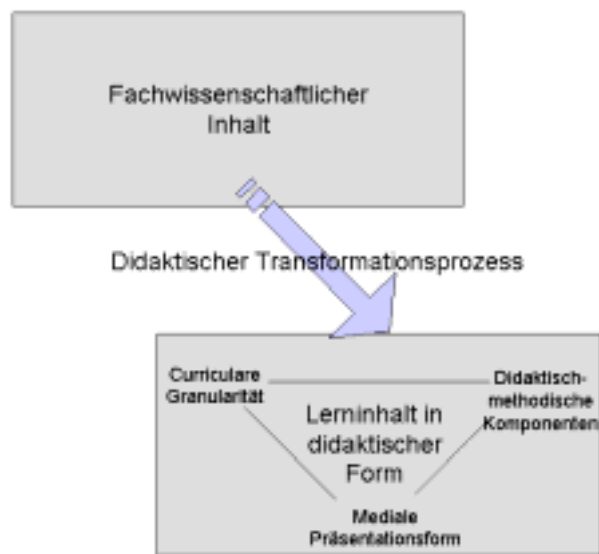 Fachwissenschaftlicher
Inhalt
Didaktischer Transformationsprozess
Curriculare
Granularität
Didaktisch-
methodische
Komponenten
Lerninhalt in
didaktischer
Form
Mediale
Präsentationsform